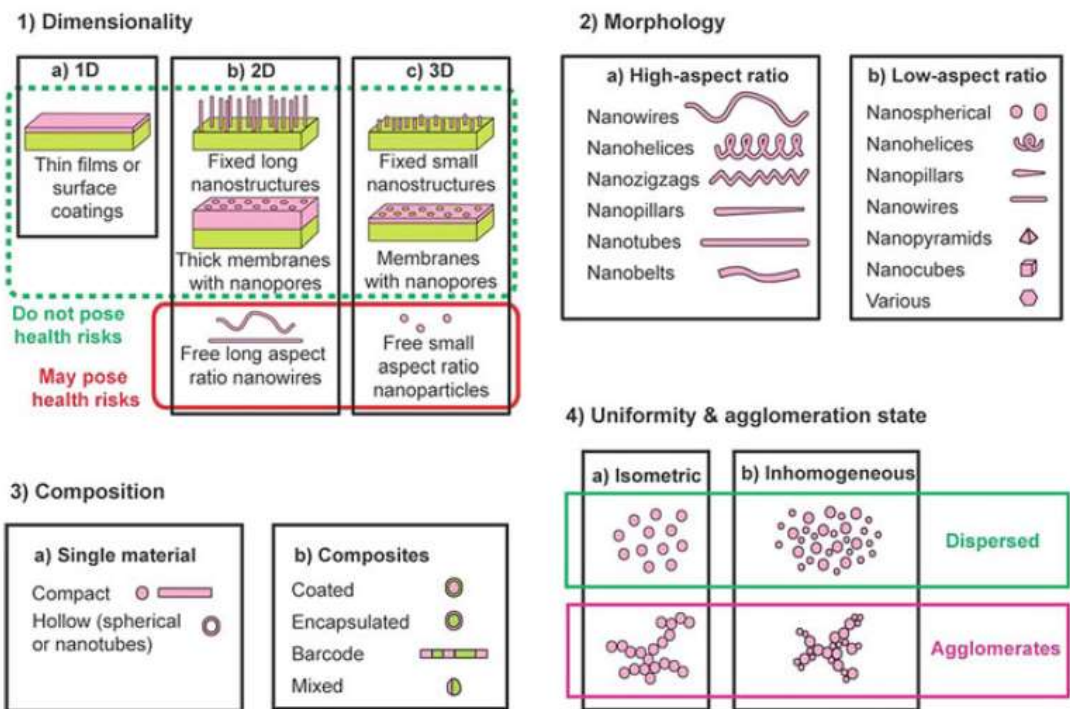 1) Dimensionality
a) 1D
Thin films or
surface
coatings
b) 2D
Fixed long
nanostructures
Thick membranes
with nanopores
Free long aspect
ratio nanowires
c) 3D
Fixed small
nanostructures
Membranes
with nanopores
Free small
aspect ratio
nanoparticles
Do not pose
health risks
May pose
health risks
2) Morphology
a) High-aspect ratio
Nanowires
Nanohelices
Nanozigzags
Nanopillars
Nanotubes
Nanobelts
b) Low-aspect ratio
Nanospherical
Nanohelices
Nanopillars
Nanowires
Nanopyramids
Nanocubes
Various
3) Composition
a) Single material
Compact
Hollow (spherical
or nanotubes)
b) Composites
Coated
Encapsulated
Barcode
Mixed
4) Uniformity & agglomeration state
a) Isometric
b) Inhomogeneous
Dispersed
Agglomerates